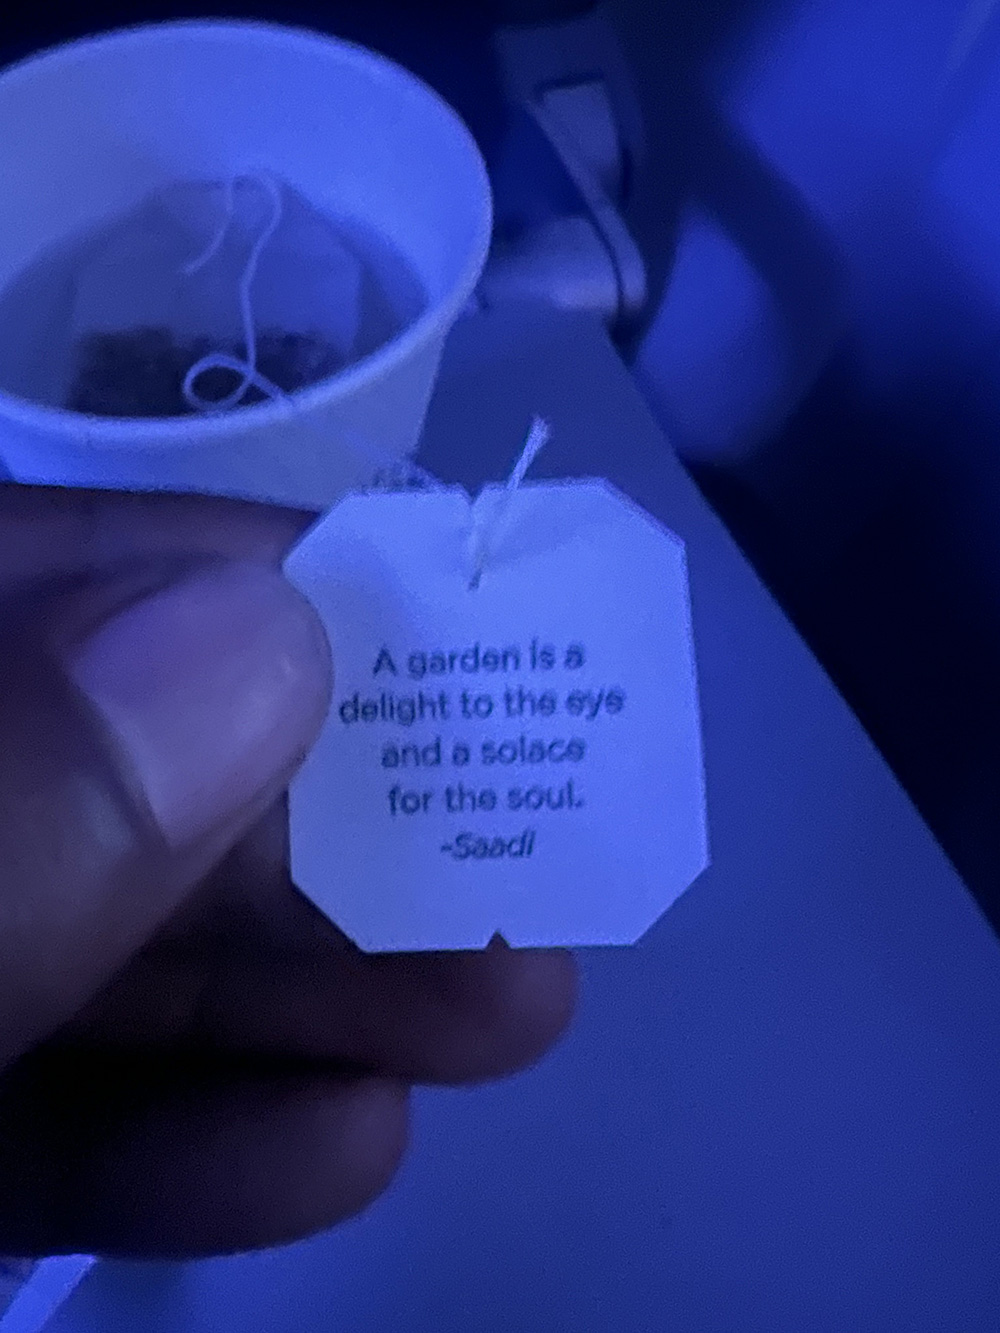 A garden is a
delight to the eye
and a solace
for the soul.
-Saadi